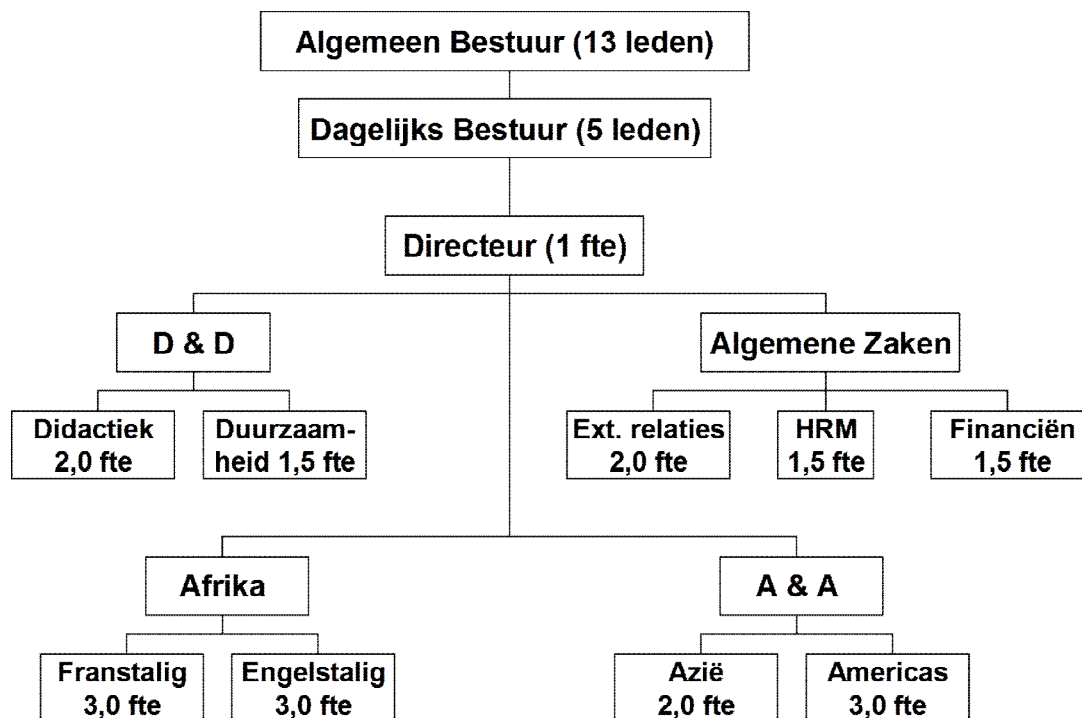 Algemeen Bestuur (13 leden)
Dagelijks Bestuur (5 leden)
Directeur (1 fte)
D & D
Algemene Zaken
Didactiek
2,0 fte
Duurzaam-
heid 1,5 fte
Ext. relaties
2,0 fte
HRM
1,5 fte
Financiën
1,5 fte
Afrika
A & A
Franstalig
3,0 fte
Engelstalig
3,0 fte
Azië
2,0 fte
Americas
3,0 fte